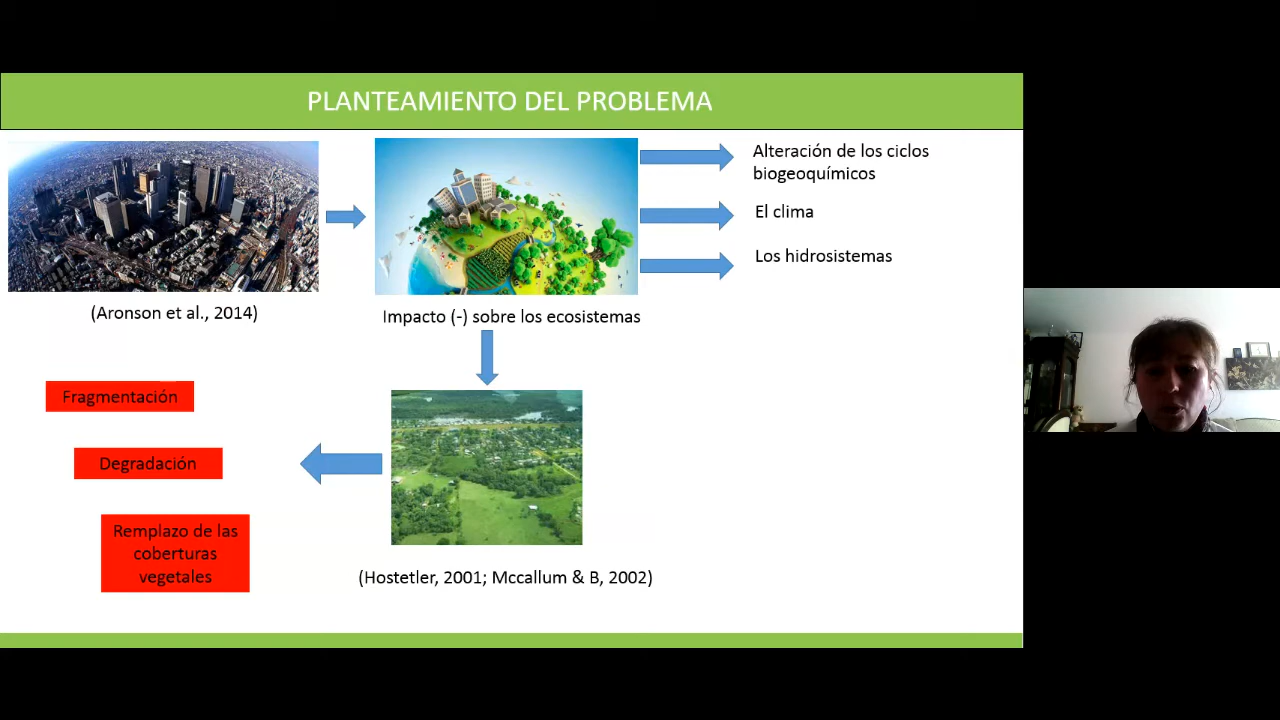 PLANTEAMIENTO DEL PROBLEMA
Alteración de los ciclos
biogeoquímicos
El clima
Los hidrosistemas
(Aronson et al., 2014)
Impacto (-) sobre los ecosistemas
Fragmentación
Degradación
Remplazo de las
coberturas
vegetales
(Hostetler, 2001; Mccallum & B, 2002)